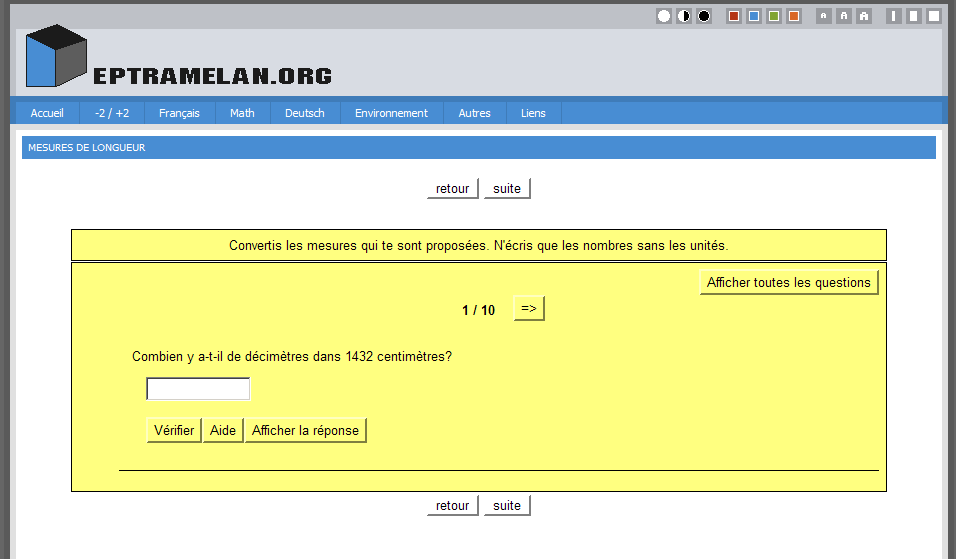 A A A
EPTRAMELAN.ORG
Accueil -2 / +2 Français Math Deutsch Environnement Autres Liens
MESURES DE LONGUEUR
retour suite
Convertis les mesures qui te sont proposées. N'écris que les nombres sans les unités.
Afficher toutes les questions
1 / 10 =>
Combien y a-t-il de décimètres dans 1432 centimètres?
Vérifier Aide Afficher la réponse
retour suite